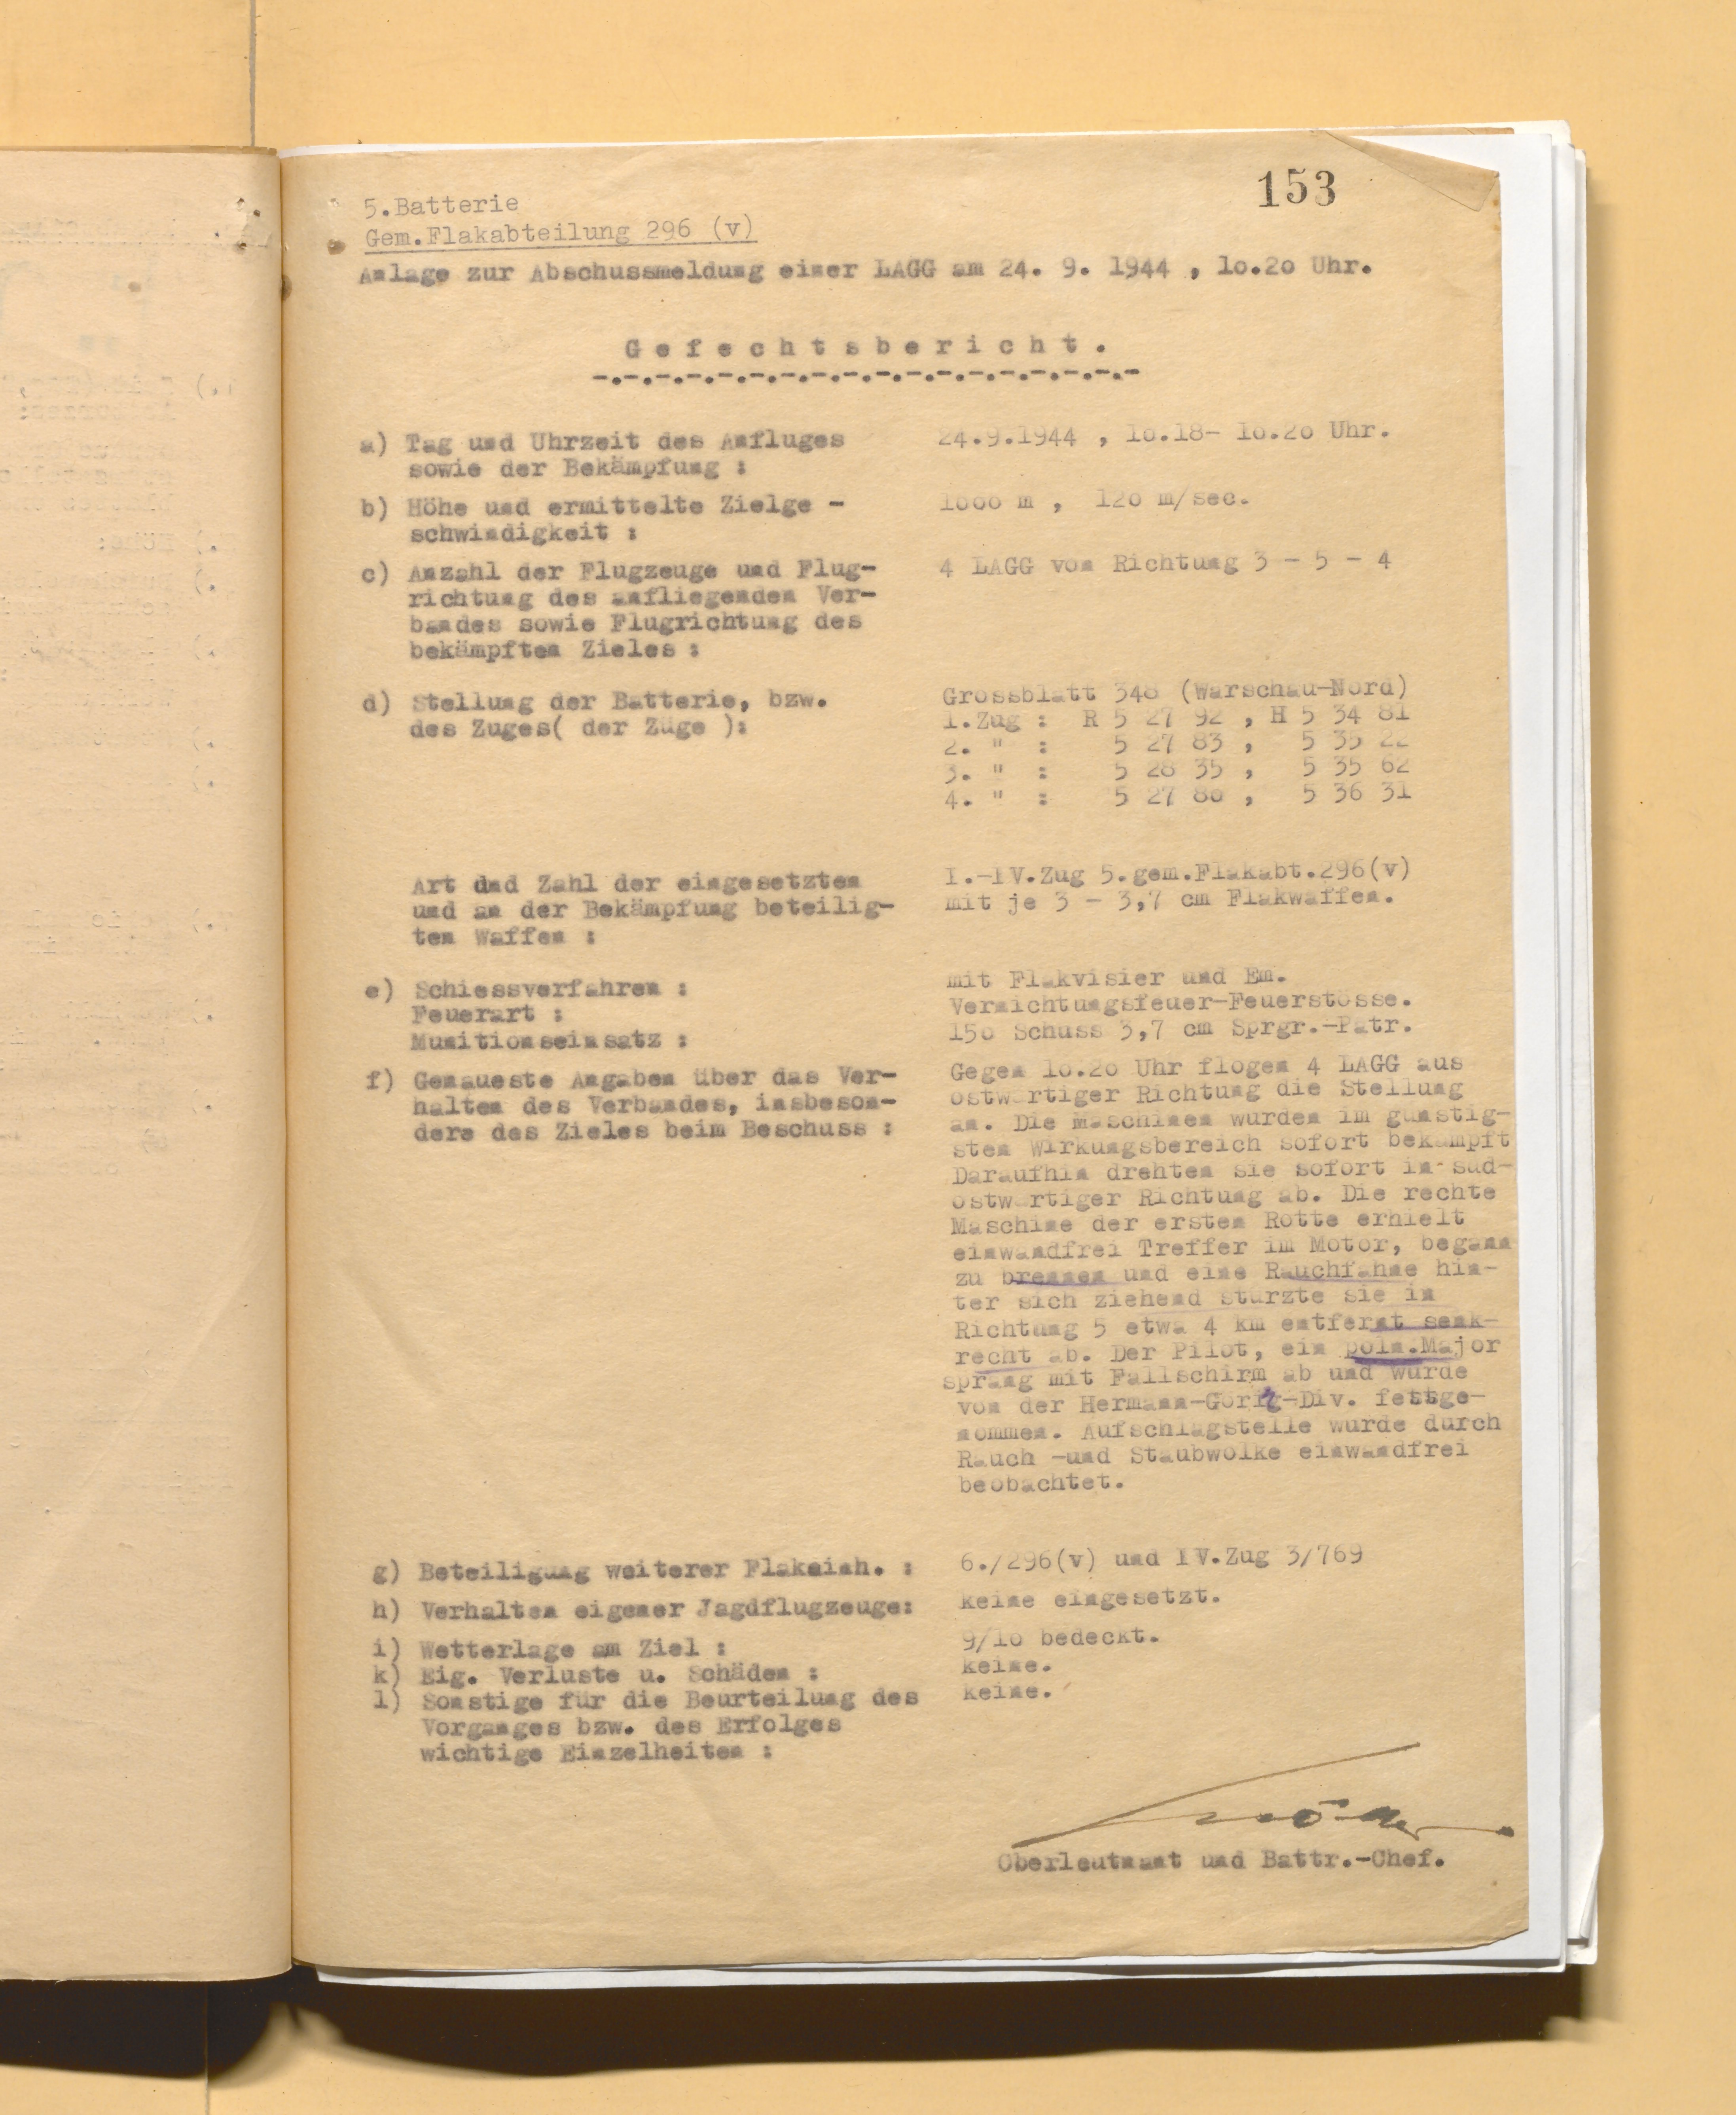 153
5.Batterie
Gem.Flakabteilung 296 (v)
Anlage zur Abschussmeldung einer LAGG am 24. 9. 1944 , 1o.2o Uhr.
G e f e c h t s b e r i c h t .
-.-.-.-.-.-.-.-.-.-.-.-.-.-.-.-.-.-
a) Tag und Uhrzeit des Anfluges
sowie der Bekämpfung :
24.9.1944 , 1o.18- 1o.2o Uhr.
b) Höhe und ermittelte Zielge -
schwindigkeit :
1ooo m , 12o m/sec.
c) Anzahl der Flugzeuge und Flug-
richtung des anfliegenden Ver-
bandes sowie Flugrichtung des
bekämpften Zieles :
4 LAGG von Richtung 3 - 5 - 4
d) Stellung der Batterie, bzw.
des Zuges( der Züge ):
Grossblatt 348 (Warschau-Nord)
1.Zug : R 5 27 92 , H 5 34 81
2. " : 5 27 83 , 5 35 22
3. " : 5 28 35 , 5 35 62
4. " : 5 27 8o , 5 36 31
Art dnd Zahl der eingesetzten
und an der Bekämpfung beteilig-
ten Waffen :
I.-IV.Zug 5.gem.Flakabt.296(v)
mit je 3 - 3,7 cm Flakwaffen.
e) Schiessverfahren :
Feuerart :
Munitionseinsatz :
mit Flakvisier und Em.
Vernichtungsfeuer-Feuerstösse.
15o Schuss 3,7 cm Sprgr.-Patr.
f) Genaueste Angaben über das Ver-
halten des Verbandes, insbeson-
dere des Zieles beim Beschuss :
Gegen 1o.2o Uhr flogen 4 LAGG aus
ostwärtiger Richtung die Stellung
an. Die Maschinen wurden im günstig-
sten Wirkungsbereich sofort bekämpft
Daraufhin drehten sie sofort in süd-
ostwärtiger Richtung ab. Die rechte
Maschine der ersten Rotte erhielt
einwandfrei Treffer im Motor, begann
zu brennen und eine Rauchfahne hin-
ter sich ziehend stürzte sie in
Richtung 5 etwa 4 km entfernt senk-
recht ab. Der Pilot, ein poln.Major
sprang mit Fallschirm ab und wurde
von der Hermann-Göring-Div. festge-
nommen. Aufschlagstelle wurde durch
Rauch -und Staubwolke einwandfrei
beobachtet.
g) Beteiligung weiterer Flakeinh. :
6./296(v) und IV.Zug 3/769
h) Verhalten eigener Jagdflugzeuge:
keine eingesetzt.
i) Wetterlage am Ziel :
9/1o bedeckt.
k) Eig. Verluste u. Schäden :
keine.
l) Sonstige für die Beurteilung des
Vorganges bzw. des Erfolges
wichtige Einzelheiten :
keine.
Oberleutnant und Battr.-Chef.